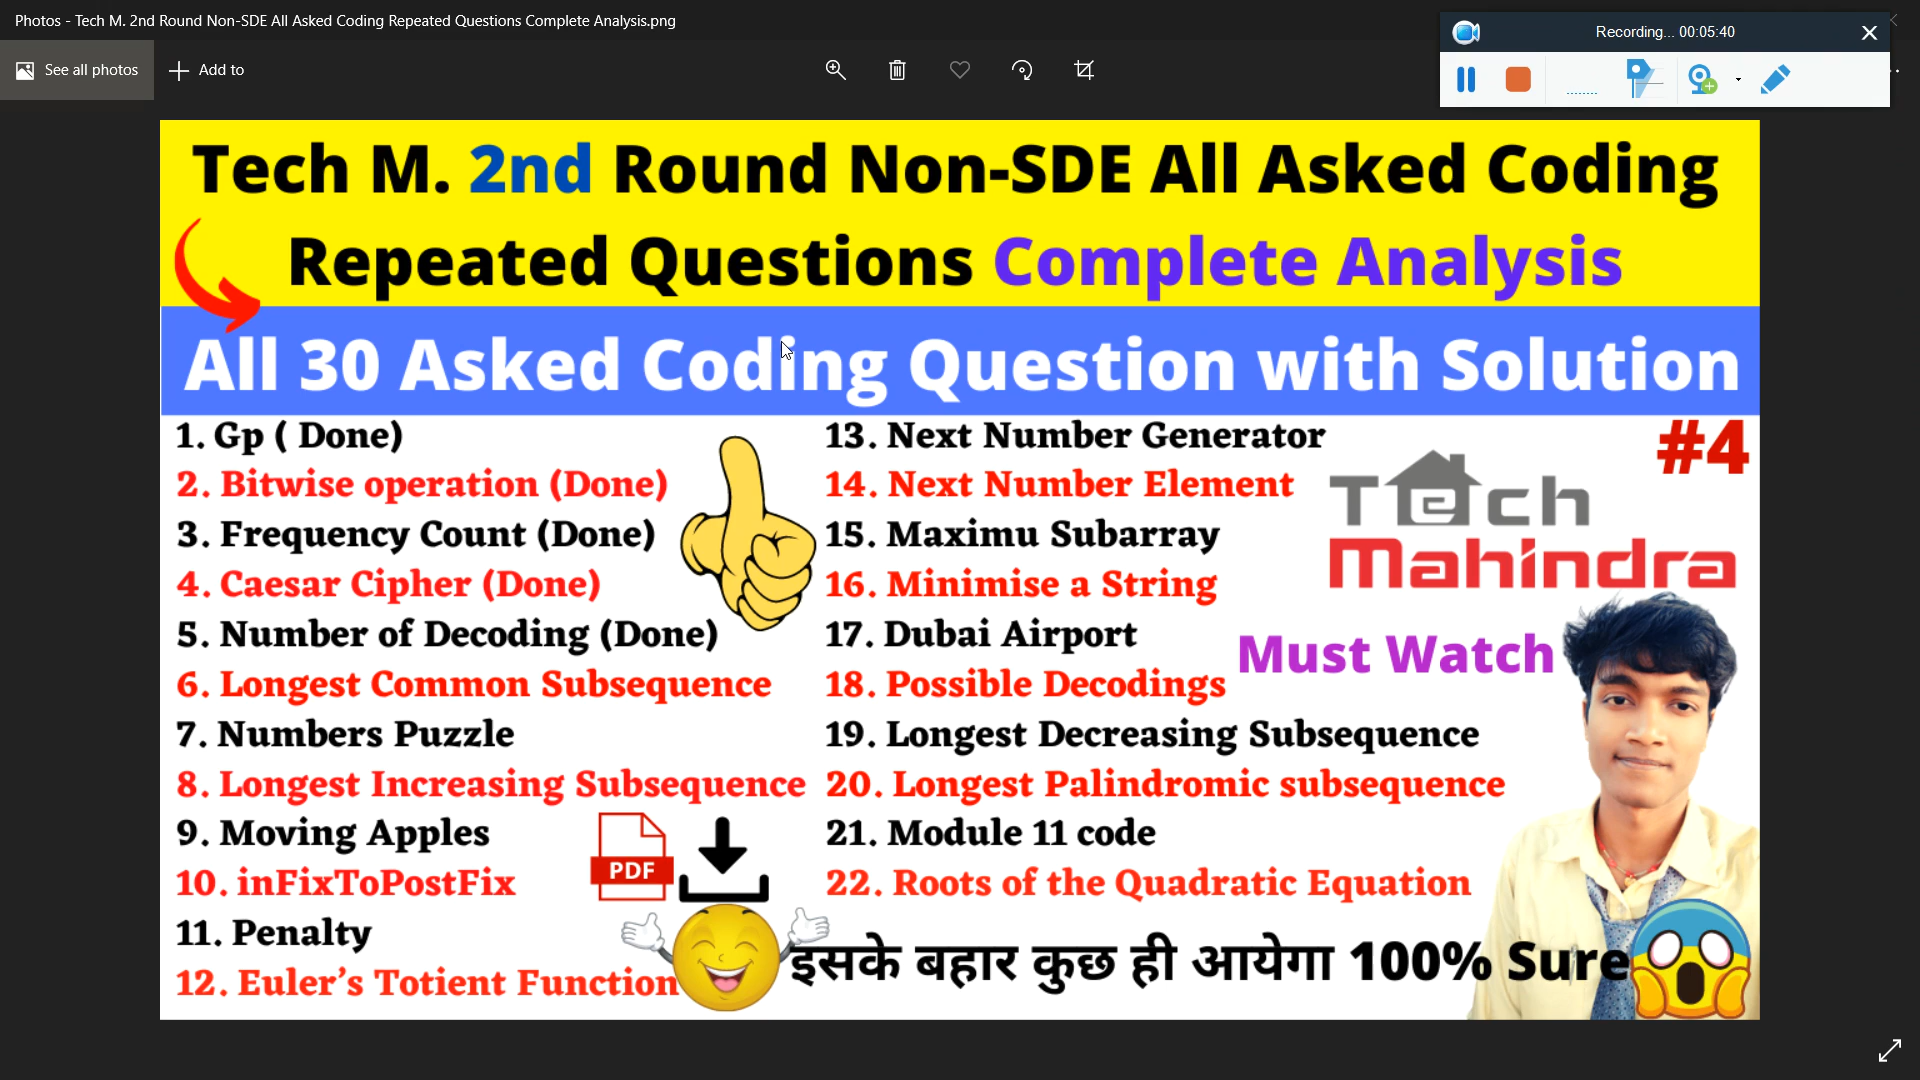 Photos - Tech M. 2nd Round Non-SDE All Asked Coding Repeated Questions Complete Analysis.png
Recording... 00:05:40
See all photos
Add to
Tech M. 2nd Round Non-SDE All Asked Coding
Repeated Questions Complete Analysis
All 30 Asked Coding Question with Solution
1. Gp ( Done)
2. Bitwise operation (Done)
3. Frequency Count (Done)
4. Caesar Cipher (Done)
5. Number of Decoding (Done)
6. Longest Common Subsequence
7. Numbers Puzzle
8. Longest Increasing Subsequence
9. Moving Apples
10. inFixToPostFix
11. Penalty
12. Euler’s Totient Function
PDF
13. Next Number Generator
14. Next Number Element
15. Maximu Subarray
16. Minimise a String
17. Dubai Airport
18. Possible Decodings
19. Longest Decreasing Subsequence
20. Longest Palindromic subsequence
21. Module 11 code
22. Roots of the Quadratic Equation
#4
Tech
Mahindra
Must Watch
इसके बहार कुछ ही आयेगा 100% Sure